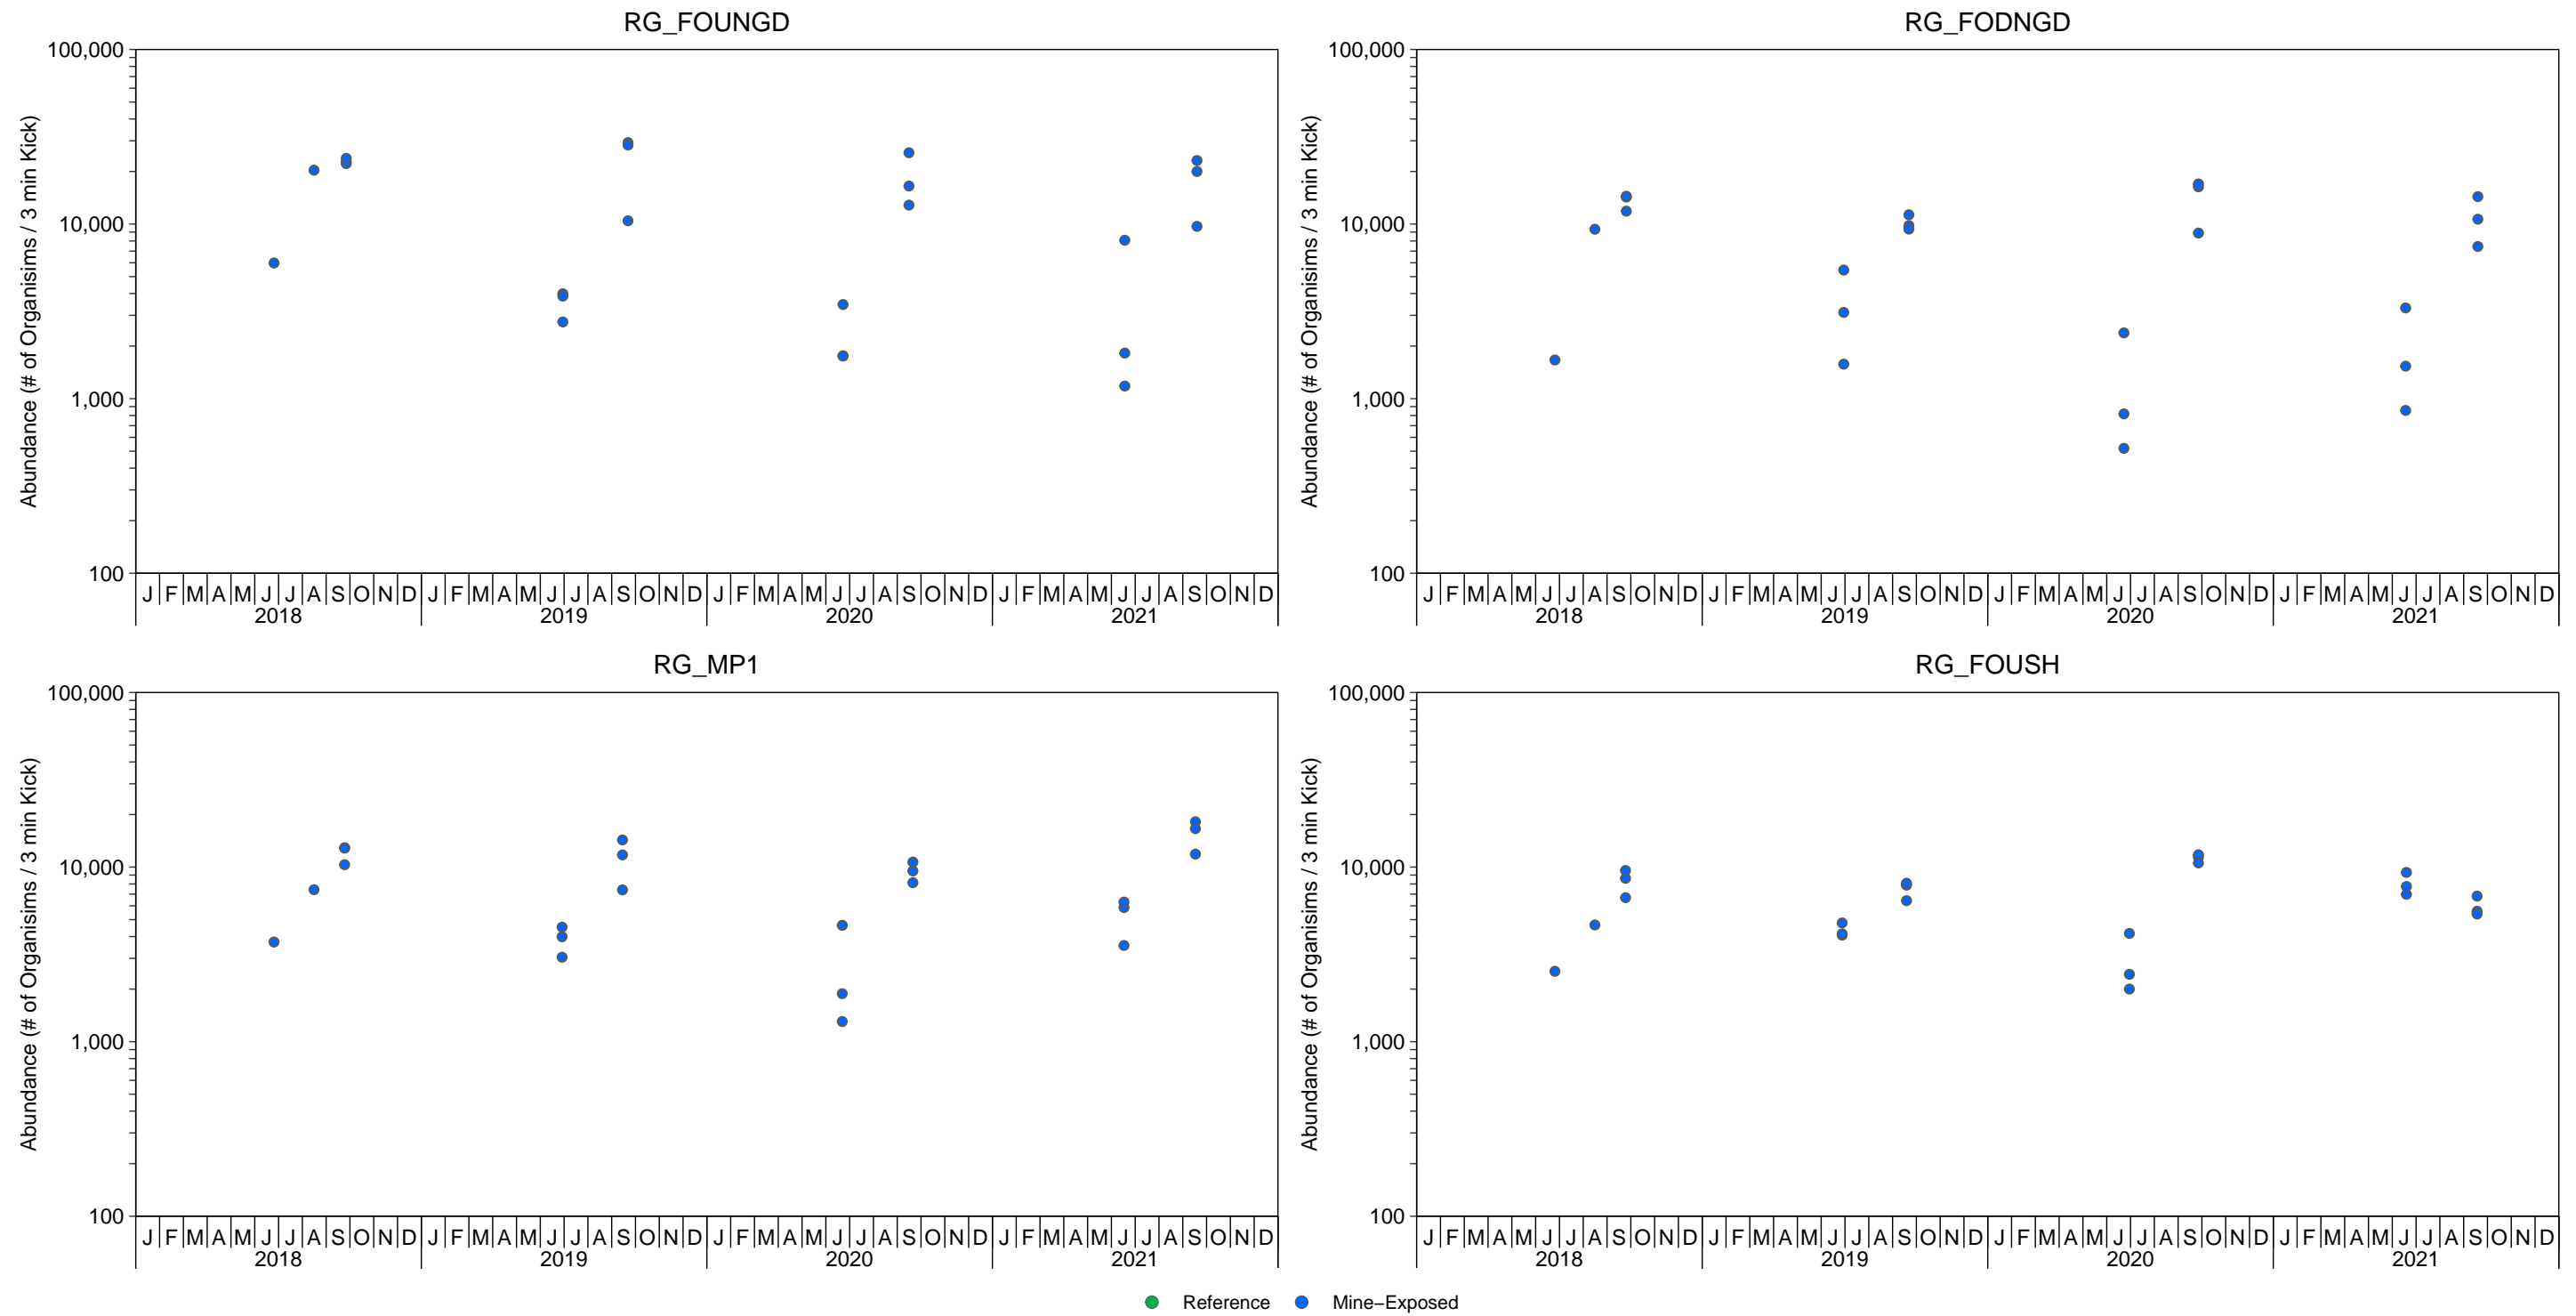 RG_FOUNGD
Abundance (# of Organisims / 3 min Kick)
100,000
10,000
1,000
100
J F M A M J J A S O N D J F M A M J J A S O N D J F M A M J J A S O N D J F M A M J J A S O N D
2018 2019 2020 2021
RG_FODNGD
Abundance (# of Organisims / 3 min Kick)
100,000
10,000
1,000
100
J F M A M J J A S O N D J F M A M J J A S O N D J F M A M J J A S O N D J F M A M J J A S O N D
2018 2019 2020 2021
RG_MP1
Abundance (# of Organisims / 3 min Kick)
100,000
10,000
1,000
100
J F M A M J J A S O N D J F M A M J J A S O N D J F M A M J J A S O N D J F M A M J J A S O N D
2018 2019 2020 2021
RG_FOUSH
Abundance (# of Organisims / 3 min Kick)
100,000
10,000
1,000
100
J F M A M J J A S O N D J F M A M J J A S O N D J F M A M J J A S O N D J F M A M J J A S O N D
2018 2019 2020 2021
Reference Mine−Exposed